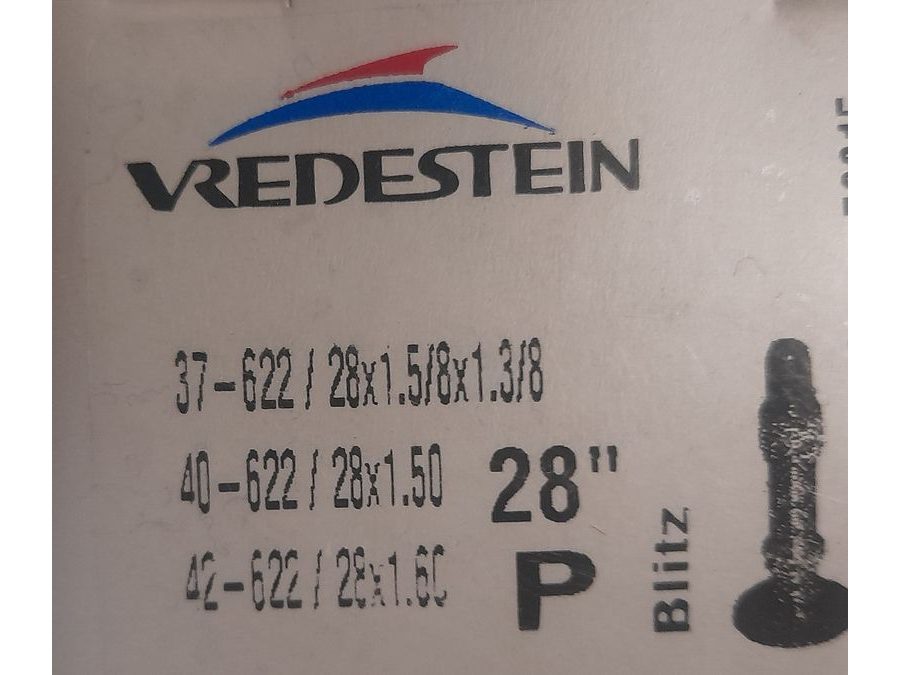 VREDESTEIN
37-622 / 28x1.5/8x1.3/8
40-622 / 28x1.50
42-622 / 28x1.60
28"
P
Blitz